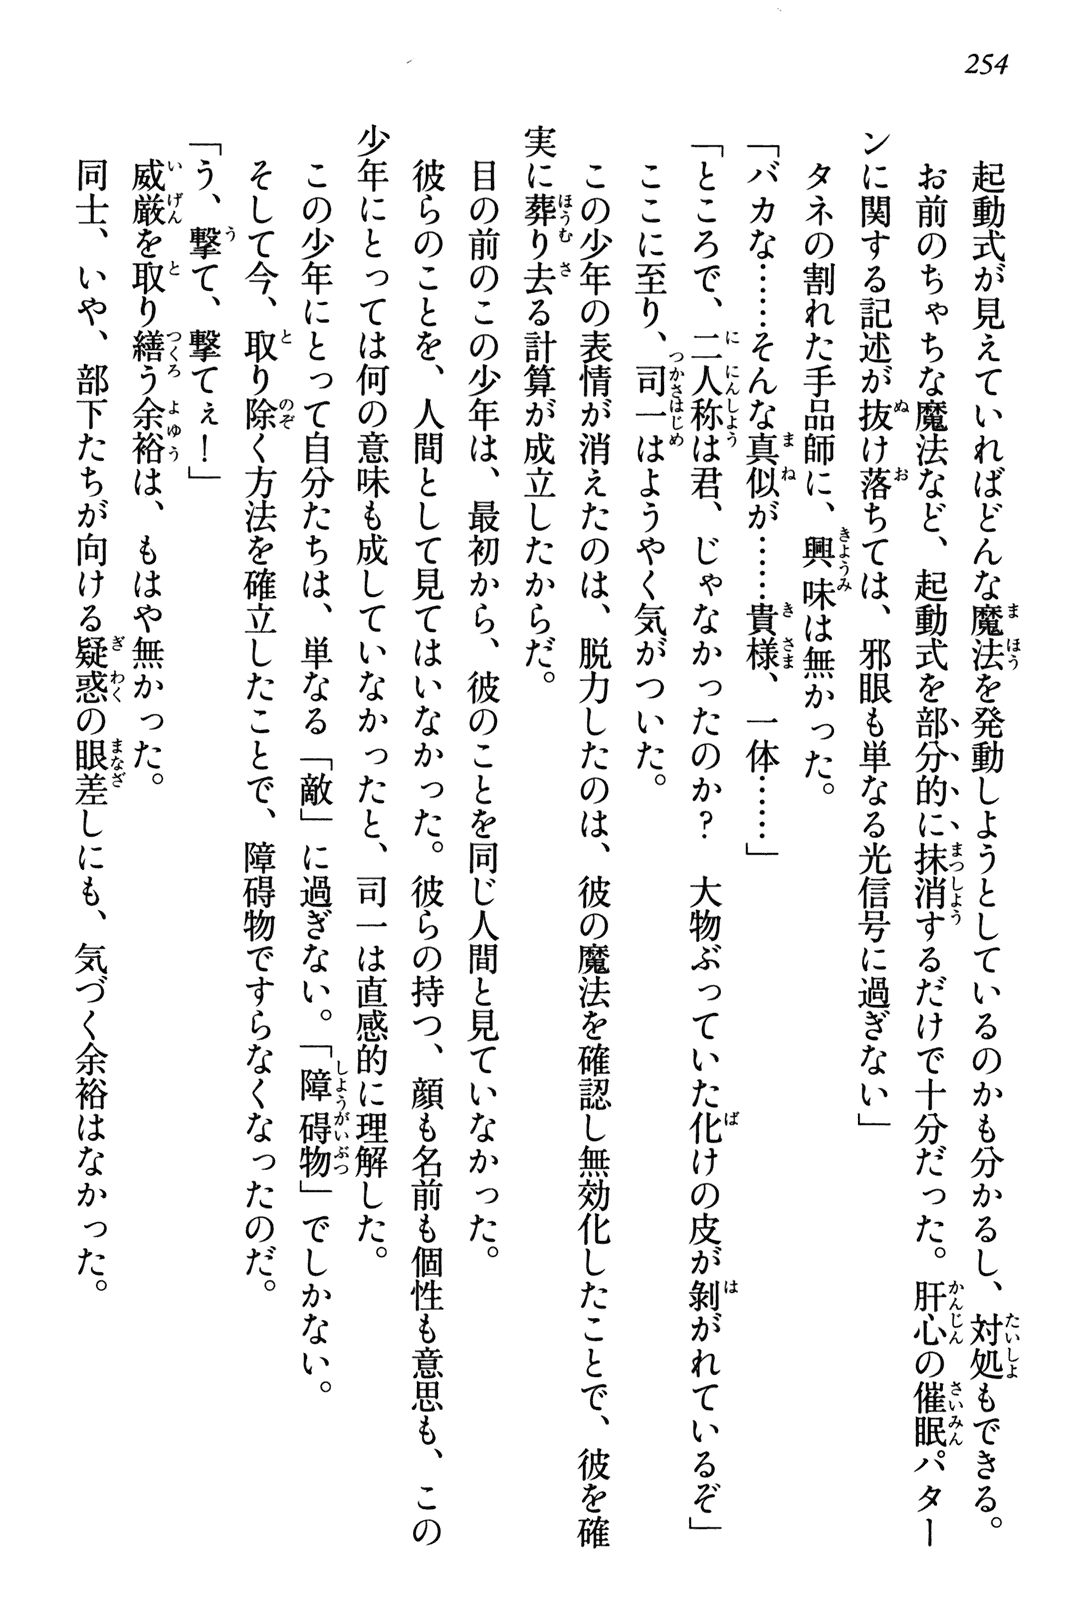 254
起動式が見えていればどんな魔法を発動しようとしているのかも分かるし、対処もできる。
お前のちゃちな魔法など、起動式を部分的に抹消するだけで十分だった。肝心の催眠パター
ンに関する記述が抜け落ちては、邪眼も単なる光信号に過ぎない」
タネの割れた手品師に、興味は無かった。
「バカな……そんな真似が……貴様、一体……」
「ところで、二人称は君、じゃなかったのか？　大物ぶっていた化けの皮が剝がれているぞ」
ここに至り、司一はようやく気がついた。
この少年の表情が消えたのは、脱力したのは、彼の魔法を確認し無効化したことで、彼を確
実に葬り去る計算が成立したからだ。
目の前のこの少年は、最初から、彼のことを同じ人間と見ていなかった。
彼らのことを、人間として見てはいなかった。彼らの持つ、顔も名前も個性も意思も、この
少年にとっては何の意味も成していなかったと、司一は直感的に理解した。
この少年にとって自分たちは、単なる「敵」に過ぎない。「障碍物」でしかない。
そして今、取り除く方法を確立したことで、障碍物ですらなくなったのだ。
「う、撃て、撃てぇ！」
威厳を取り繕う余裕は、もはや無かった。
同士、いや、部下たちが向ける疑惑の眼差しにも、気づく余裕はなかった。